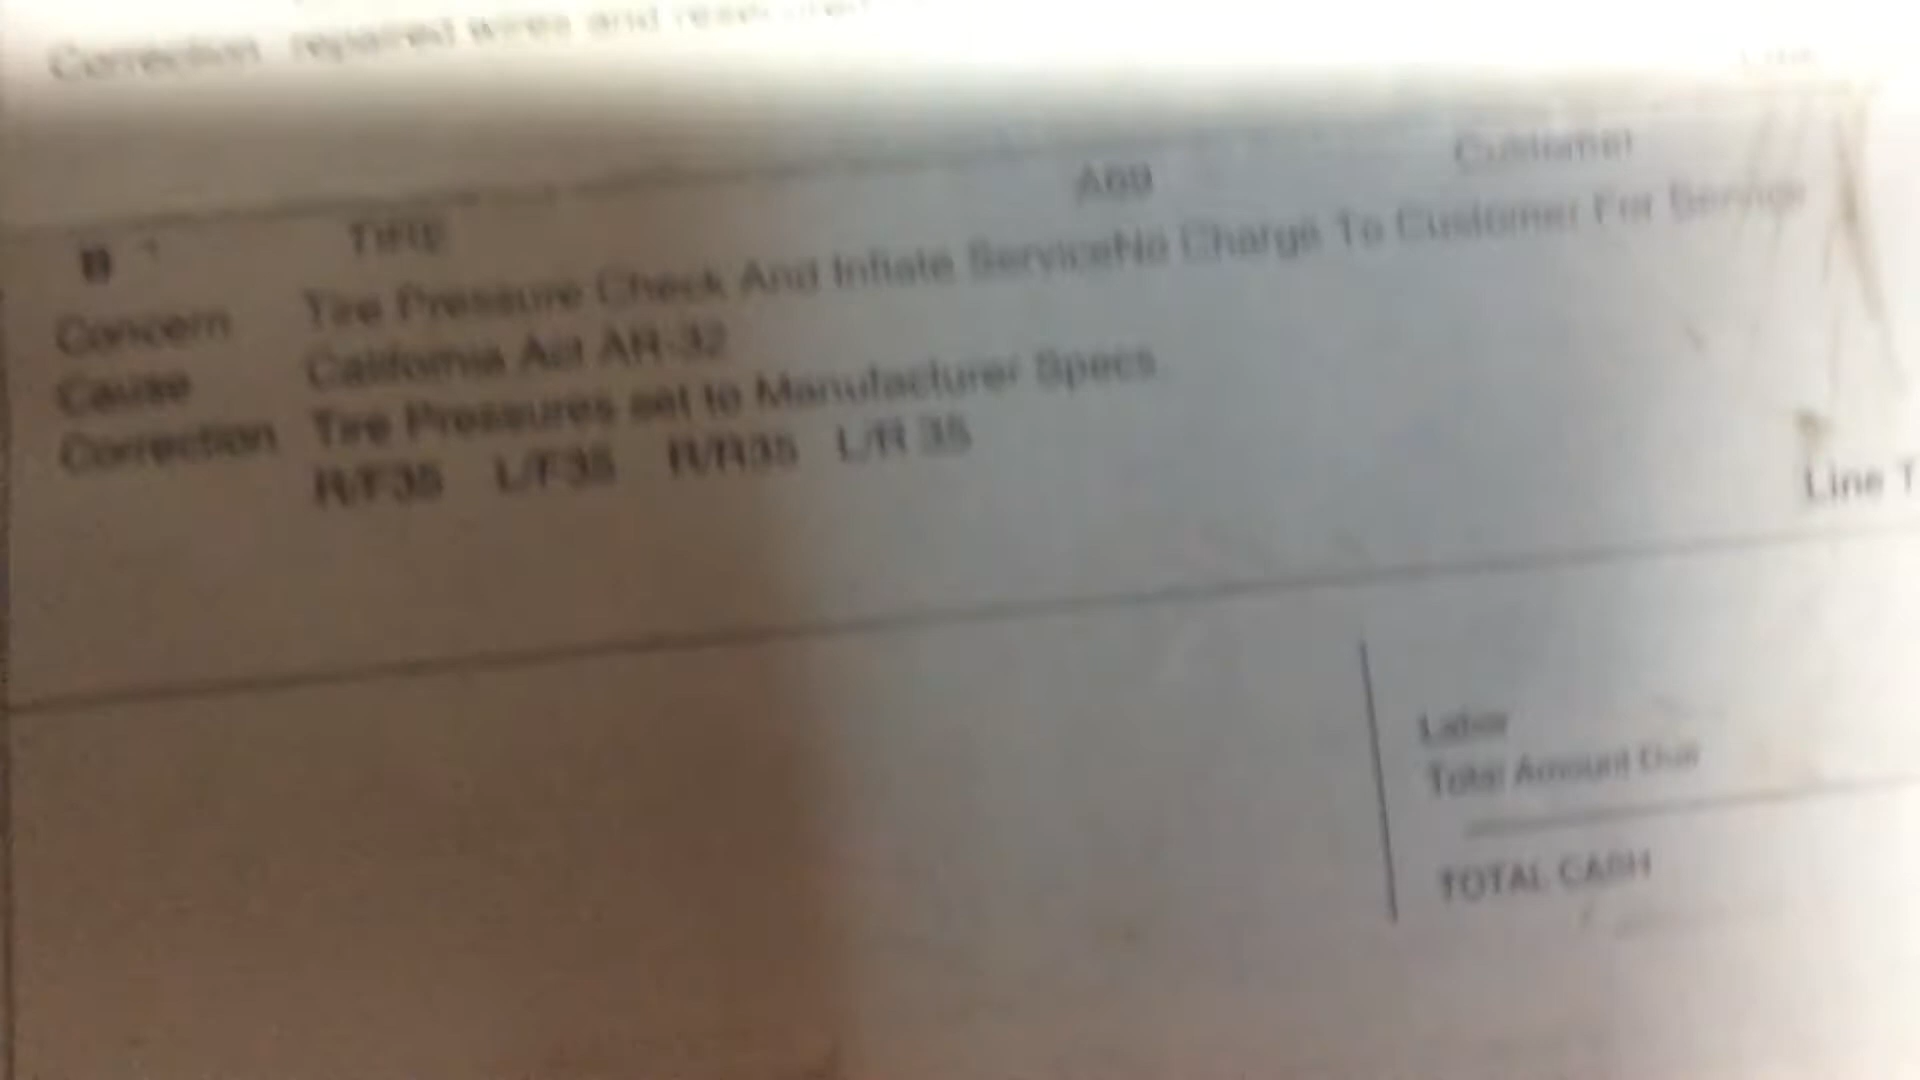 Correction repaired wires and
Customer
A69
B TIRE
Concern Tire Pressure Check And Inflate ServiceNo Charge To Customer For Service
Cause California Act AR-32
Correction Tire Pressures set to Manufacturer Specs
R/F35 L/F35 R/R35 L/R 35
Line T
Labor
Total Amount Due
TOTAL CASH